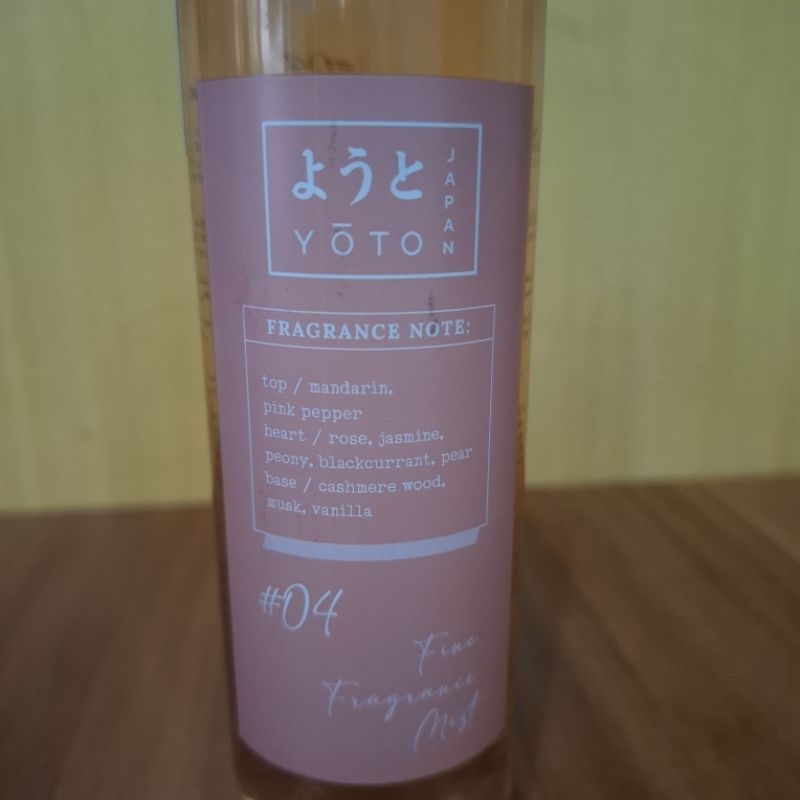 ようと
YŌTO
JAPAN
FRAGRANCE NOTE:
top / mandarin,
pink pepper
heart / rose, jasmine,
peony, blackcurrant, pear
base / cashmere wood,
musk, vanilla
#04
Fine
Fragrance
Mist